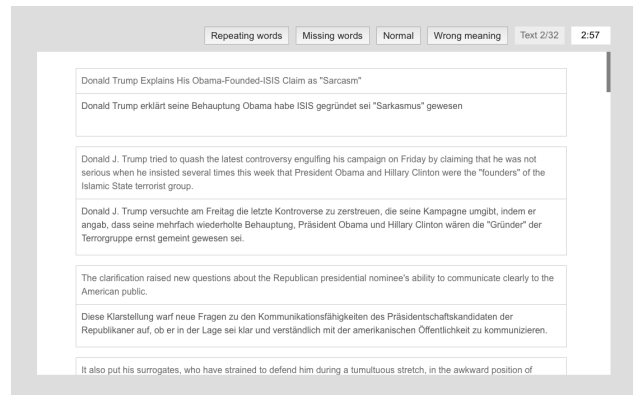 Repeating words Missing words Normal Wrong meaning Text 2/32 2:57
Donald Trump Explains His Obama-Founded-ISIS Claim as "Sarcasm"
Donald Trump erklärt seine Behauptung Obama habe ISIS gegründet sei "Sarkasmus" gewesen
Donald J. Trump tried to quash the latest controversy engulfing his campaign on Friday by claiming that he was not
serious when he insisted several times this week that President Obama and Hillary Clinton were the "founders" of the
Islamic State terrorist group.
Donald J. Trump versuchte am Freitag die letzte Kontroverse zu zerstreuen, die seine Kampagne umgibt, indem er
angab, dass seine mehrfach wiederholte Behauptung, Präsident Obama und Hillary Clinton wären die "Gründer" der
Terrorgruppe ernst gemeint gewesen sei.
The clarification raised new questions about the Republican presidential nominee's ability to communicate clearly to the
American public.
Diese Klarstellung warf neue Fragen zu den Kommunikationsfähigkeiten des Präsidentschaftskandidaten der
Republikaner auf, ob er in der Lage sei klar und verständlich mit der amerikanischen Öffentlichkeit zu kommunizieren.
It also put his surrogates, who have strained to defend him during a tumultuous stretch, in the awkward position of